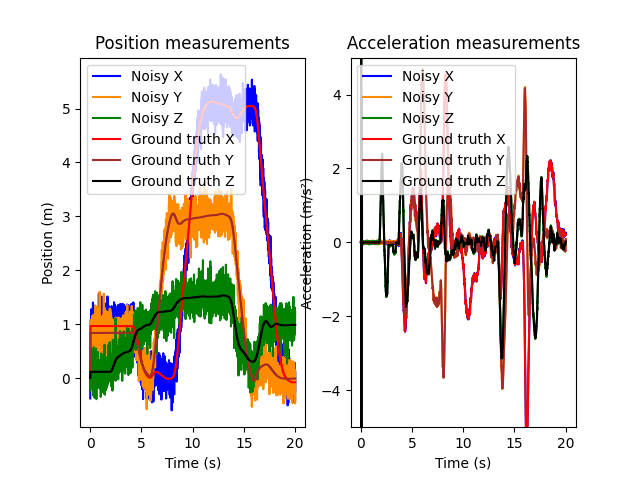 Position measurements
Noisy X
Noisy Y
Noisy Z
Ground truth X
Ground truth Y
Ground truth Z
Position (m)
5
4
3
2
1
0
0
5
10
15
20
Time (s)
Acceleration measurements
Noisy X
Noisy Y
Noisy Z
Ground truth X
Ground truth Y
Ground truth Z
Acceleration (m/s²)
4
2
0
−2
−4
0
5
10
15
20
Time (s)